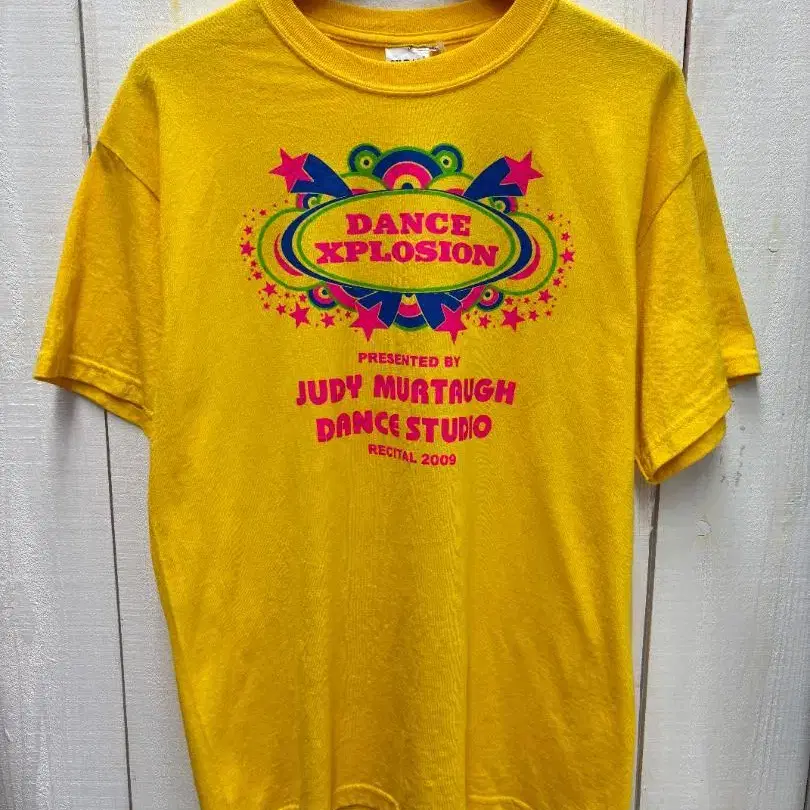 DANCE
XPLOSION
PRESENTED BY
JUDY MURTAUGH
DANCE STUDIO
RECITAL 2009